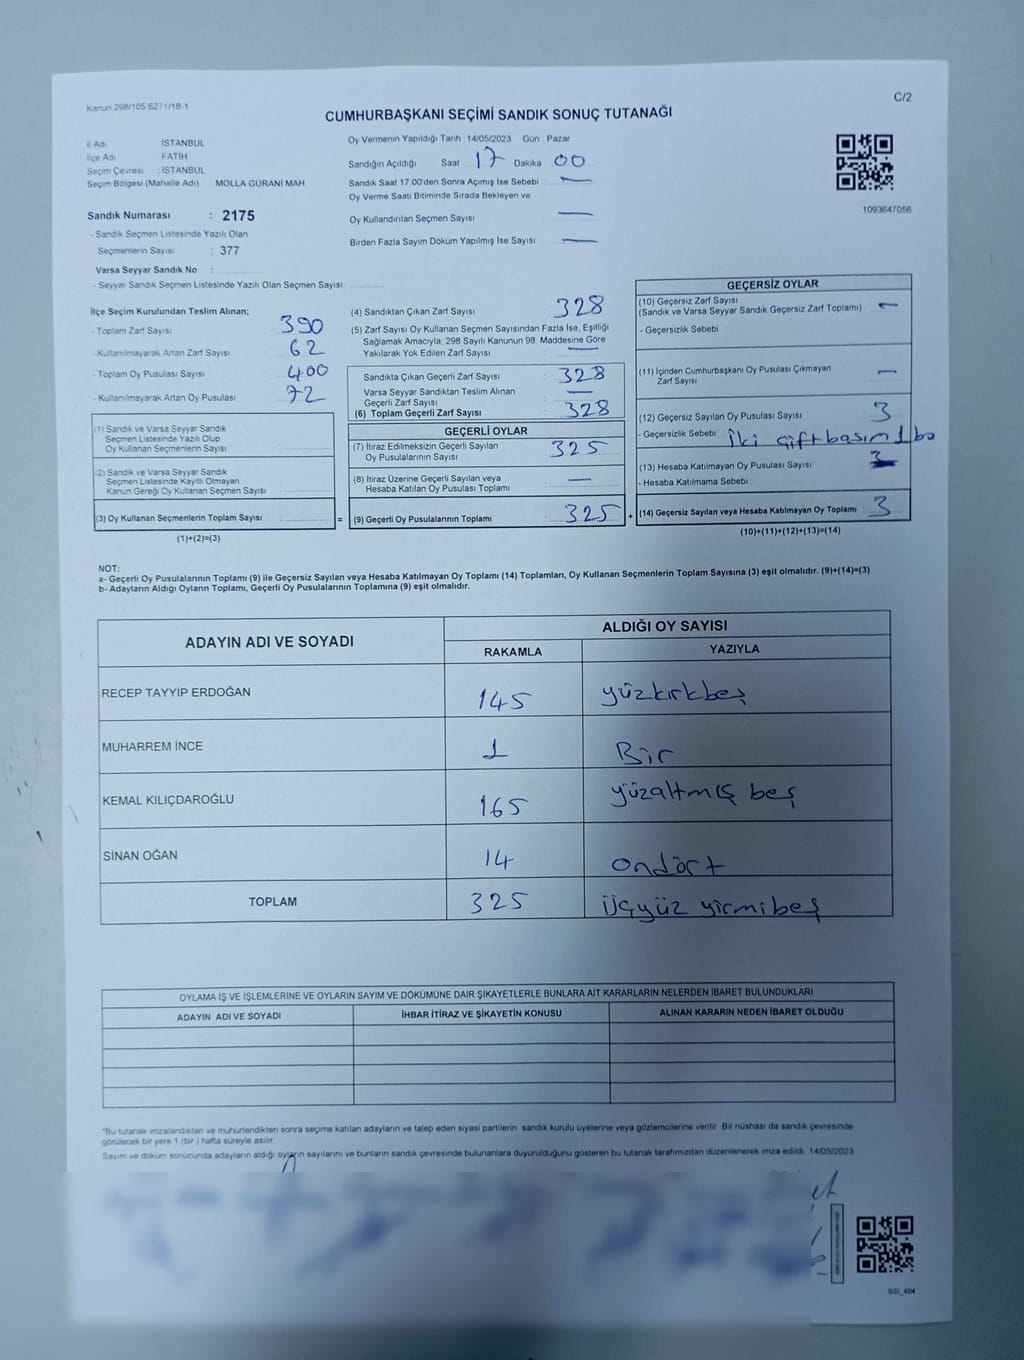 Kanun.298/105.6271/18-1
C/2
CUMHURBAŞKANI SEÇİMİ SANDIK SONUÇ TUTANAĞI
İl Adı İSTANBUL
İlçe Adı FATİH
Seçim Çevresi : İSTANBUL
Seçim Bölgesi (Mahalle Adı) : MOLLA GÜRANİ MAH.
Sandık Numarası : 2175
- Sandık Seçmen Listesinde Yazılı Olan
Seçmenlerin Sayısı : 377
Varsa Seyyar Sandık No :
- Seyyar Sandık Seçmen Listesinde Yazılı Olan Seçmen Sayısı:
Oy Vermenin Yapıldığı Tarih : 14/05/2023 Gün : Pazar
Sandığın Açıldığı Saat 17 Dakika 00
Sandık Saat 17.00'den Sonra Açımış İse Sebebi : —
Oy Verme Saati Bitiminde Sırada Bekleyen ve
Oy Kullandırılan Seçmen Sayısı —
Birden Fazla Sayım Döküm Yapılmış İse Sayısı : —
1093647056
İlçe Seçim Kurulundan Teslim Alınan;
- Toplam Zarf Sayısı : 390
- Kullanılmayarak Artan Zarf Sayısı : 62
- Toplam Oy Pusulası Sayısı : 400
- Kullanılmayarak Artan Oy Pusulası : 72
(1) Sandık ve Varsa Seyyar Sandık
Seçmen Listesinde Yazılı Olup
Oy Kullanan Seçmenlerin Sayısı :
(2) Sandık ve Varsa Seyyar Sandık
Seçmen Listesinde Kayıtlı Olmayan
Kanun Gereği Oy Kullanan Seçmen Sayısı :
(3) Oy Kullanan Seçmenlerin Toplam Sayısı :
(1)+(2)=(3)
=
(4) Sandıktan Çıkan Zarf Sayısı : 328
(5) Zarf Sayısı Oy Kullanan Seçmen Sayısından Fazla İse, Eşitliği
Sağlamak Amacıyla, 298 Sayılı Kanunun 98. Maddesine Göre
Yakılarak Yok Edilen Zarf Sayısı : —
Sandıkta Çıkan Geçerli Zarf Sayısı : 328
Varsa Seyyar Sandıktan Teslim Alınan
Geçerli Zarf Sayısı : —
(6) Toplam Geçerli Zarf Sayısı : 328
GEÇERLİ OYLAR
(7) İtiraz Edilmeksizin Geçerli Sayılan
Oy Pusulalarının Sayısı : 325
(8) İtiraz Üzerine Geçerli Sayılan veya
Hesaba Katılan Oy Pusulası Toplamı : —
(9) Geçerli Oy Pusulalarının Toplamı : 325
+
GEÇERSİZ OYLAR
(10) Geçersiz Zarf Sayısı
(Sandık ve Varsa Seyyar Sandık Geçersiz Zarf Toplamı) : —
- Geçersizlik Sebebi :
(11) İçinden Cumhurbaşkanı Oy Pusulası Çıkmayan
Zarf Sayısı : —
(12) Geçersiz Sayılan Oy Pusulası Sayısı : 3
- Geçersizlik Sebebi : İki çift basım 1 bo
(13) Hesaba Katılmayan Oy Pusulası Sayısı
- Hesaba Katılmama Sebebi :
(14) Geçersiz Sayılan veya Hesaba Katılmayan Oy Toplamı : 3
(10)+(11)+(12)+(13)=(14)
NOT:
a- Geçerli Oy Pusulalarının Toplamı (9) ile Geçersiz Sayılan veya Hesaba Katılmayan Oy Toplamı (14) Toplamları, Oy Kullanan Seçmenlerin Toplam Sayısına (3) eşit olmalıdır. (9)+(14)=(3)
b- Adayların Aldığı Oyların Toplamı, Geçerli Oy Pusulalarının Toplamına (9) eşit olmalıdır.
ADAYIN ADI VE SOYADI
ALDIĞI OY SAYISI
RAKAMLA YAZIYLA
RECEP TAYYİP ERDOĞAN 145 yüzkırkbeş
MUHARREM İNCE 1 Bir
KEMAL KILIÇDAROĞLU 165 yüzaltmış beş
SİNAN OĞAN 14 ondört
TOPLAM 325 üçyüz yirmibeş
OYLAMA İŞ VE İŞLEMLERİNE VE OYLARIN SAYIM VE DÖKÜMÜNE DAİR ŞİKAYETLERLE BUNLARA AİT KARARLARIN NELERDEN İBARET BULUNDUKLARI
ADAYIN ADI VE SOYADI İHBAR İTİRAZ VE ŞİKAYETİN KONUSU ALINAN KARARIN NEDEN İBARET OLDUĞU
*Bu tutanak imzalandıktan ve mühürlendikten sonra seçime katılan adayların ve talep eden siyasi partilerin sandık kurulu üyelerine veya gözlemcilerine verilir. Bir nüshası da sandık çevresinde
görülecek bir yere 1 (bir ) hafta süreyle asılır.
Sayım ve döküm sonucunda adayların aldığı oyların sayılarını ve bunların sandık çevresinde bulunanlara duyurulduğunu gösteren bu tutanak tarafımızdan düzenlenerek imza edildi. 14/05/2023
SSI_404